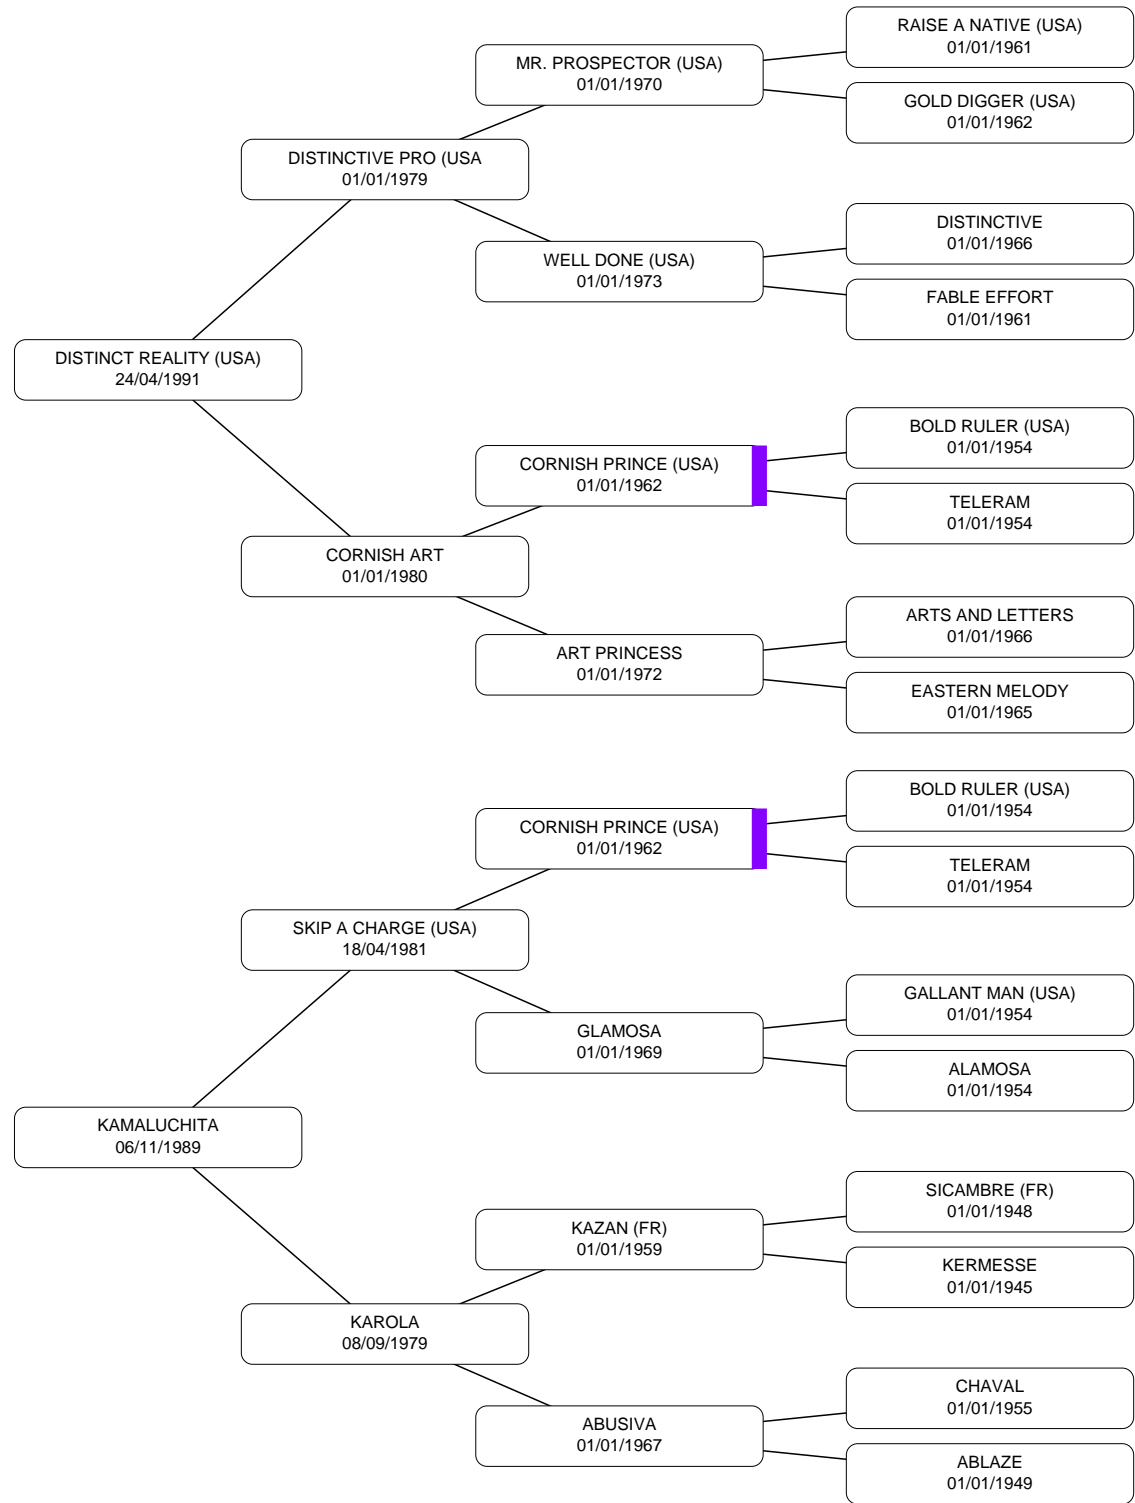 RAISE A NATIVE (USA)
01/01/1961
MR. PROSPECTOR (USA)
01/01/1970
GOLD DIGGER (USA)
01/01/1962
DISTINCTIVE PRO (USA
01/01/1979
DISTINCTIVE
01/01/1966
WELL DONE (USA)
01/01/1973
FABLE EFFORT
01/01/1961
DISTINCT REALITY (USA)
24/04/1991
BOLD RULER (USA)
01/01/1954
CORNISH PRINCE (USA)
01/01/1962
TELERAM
01/01/1954
CORNISH ART
01/01/1980
ARTS AND LETTERS
01/01/1966
ART PRINCESS
01/01/1972
EASTERN MELODY
01/01/1965
BOLD RULER (USA)
01/01/1954
CORNISH PRINCE (USA)
01/01/1962
TELERAM
01/01/1954
SKIP A CHARGE (USA)
18/04/1981
GALLANT MAN (USA)
01/01/1954
GLAMOSA
01/01/1969
ALAMOSA
01/01/1954
KAMALUCHITA
06/11/1989
SICAMBRE (FR)
01/01/1948
KAZAN (FR)
01/01/1959
KERMESSE
01/01/1945
KAROLA
08/09/1979
CHAVAL
01/01/1955
ABUSIVA
01/01/1967
ABLAZE
01/01/1949